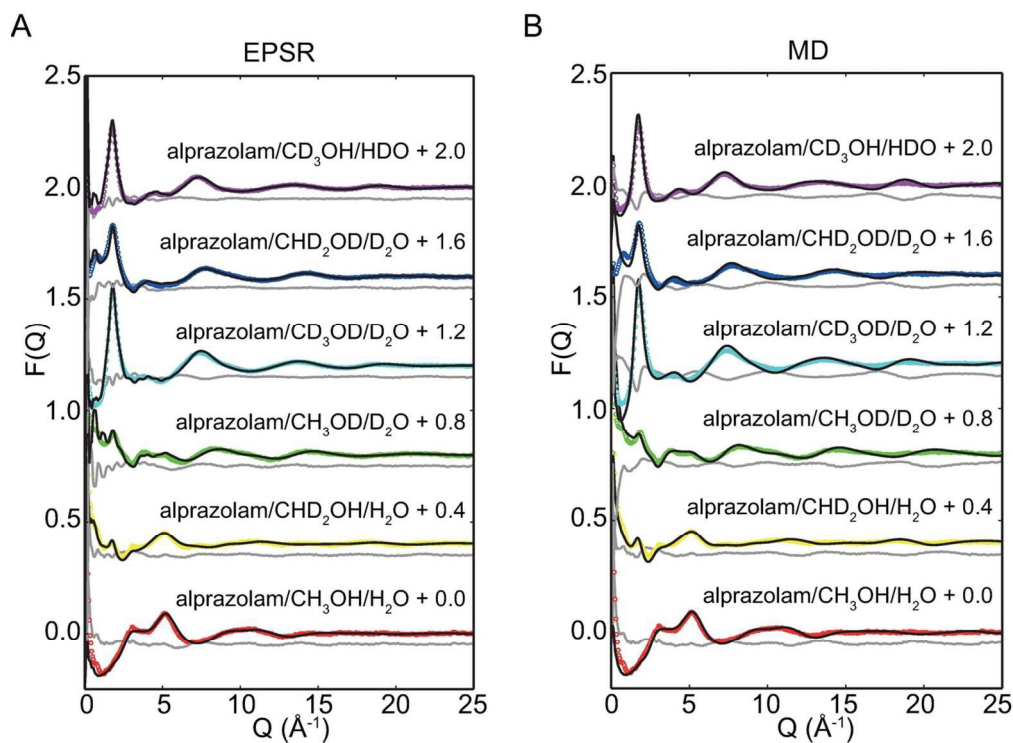 A
EPSR
F(Q)
2.5
2.0
1.5
1.0
0.5
0.0
alprazolam/CD₃OH/HDO + 2.0
alprazolam/CHD₂OD/D₂O + 1.6
alprazolam/CD₃OD/D₂O + 1.2
alprazolam/CH₃OD/D₂O + 0.8
alprazolam/CHD₂OH/H₂O + 0.4
alprazolam/CH₃OH/H₂O + 0.0
0 5 10 15 20 25
Q (Å⁻¹)
B
MD
F(Q)
2.5
2.0
1.5
1.0
0.5
0.0
alprazolam/CD₃OH/HDO + 2.0
alprazolam/CHD₂OD/D₂O + 1.6
alprazolam/CD₃OD/D₂O + 1.2
alprazolam/CH₃OD/D₂O + 0.8
alprazolam/CHD₂OH/H₂O + 0.4
alprazolam/CH₃OH/H₂O + 0.0
0 5 10 15 20 25
Q (Å⁻¹)